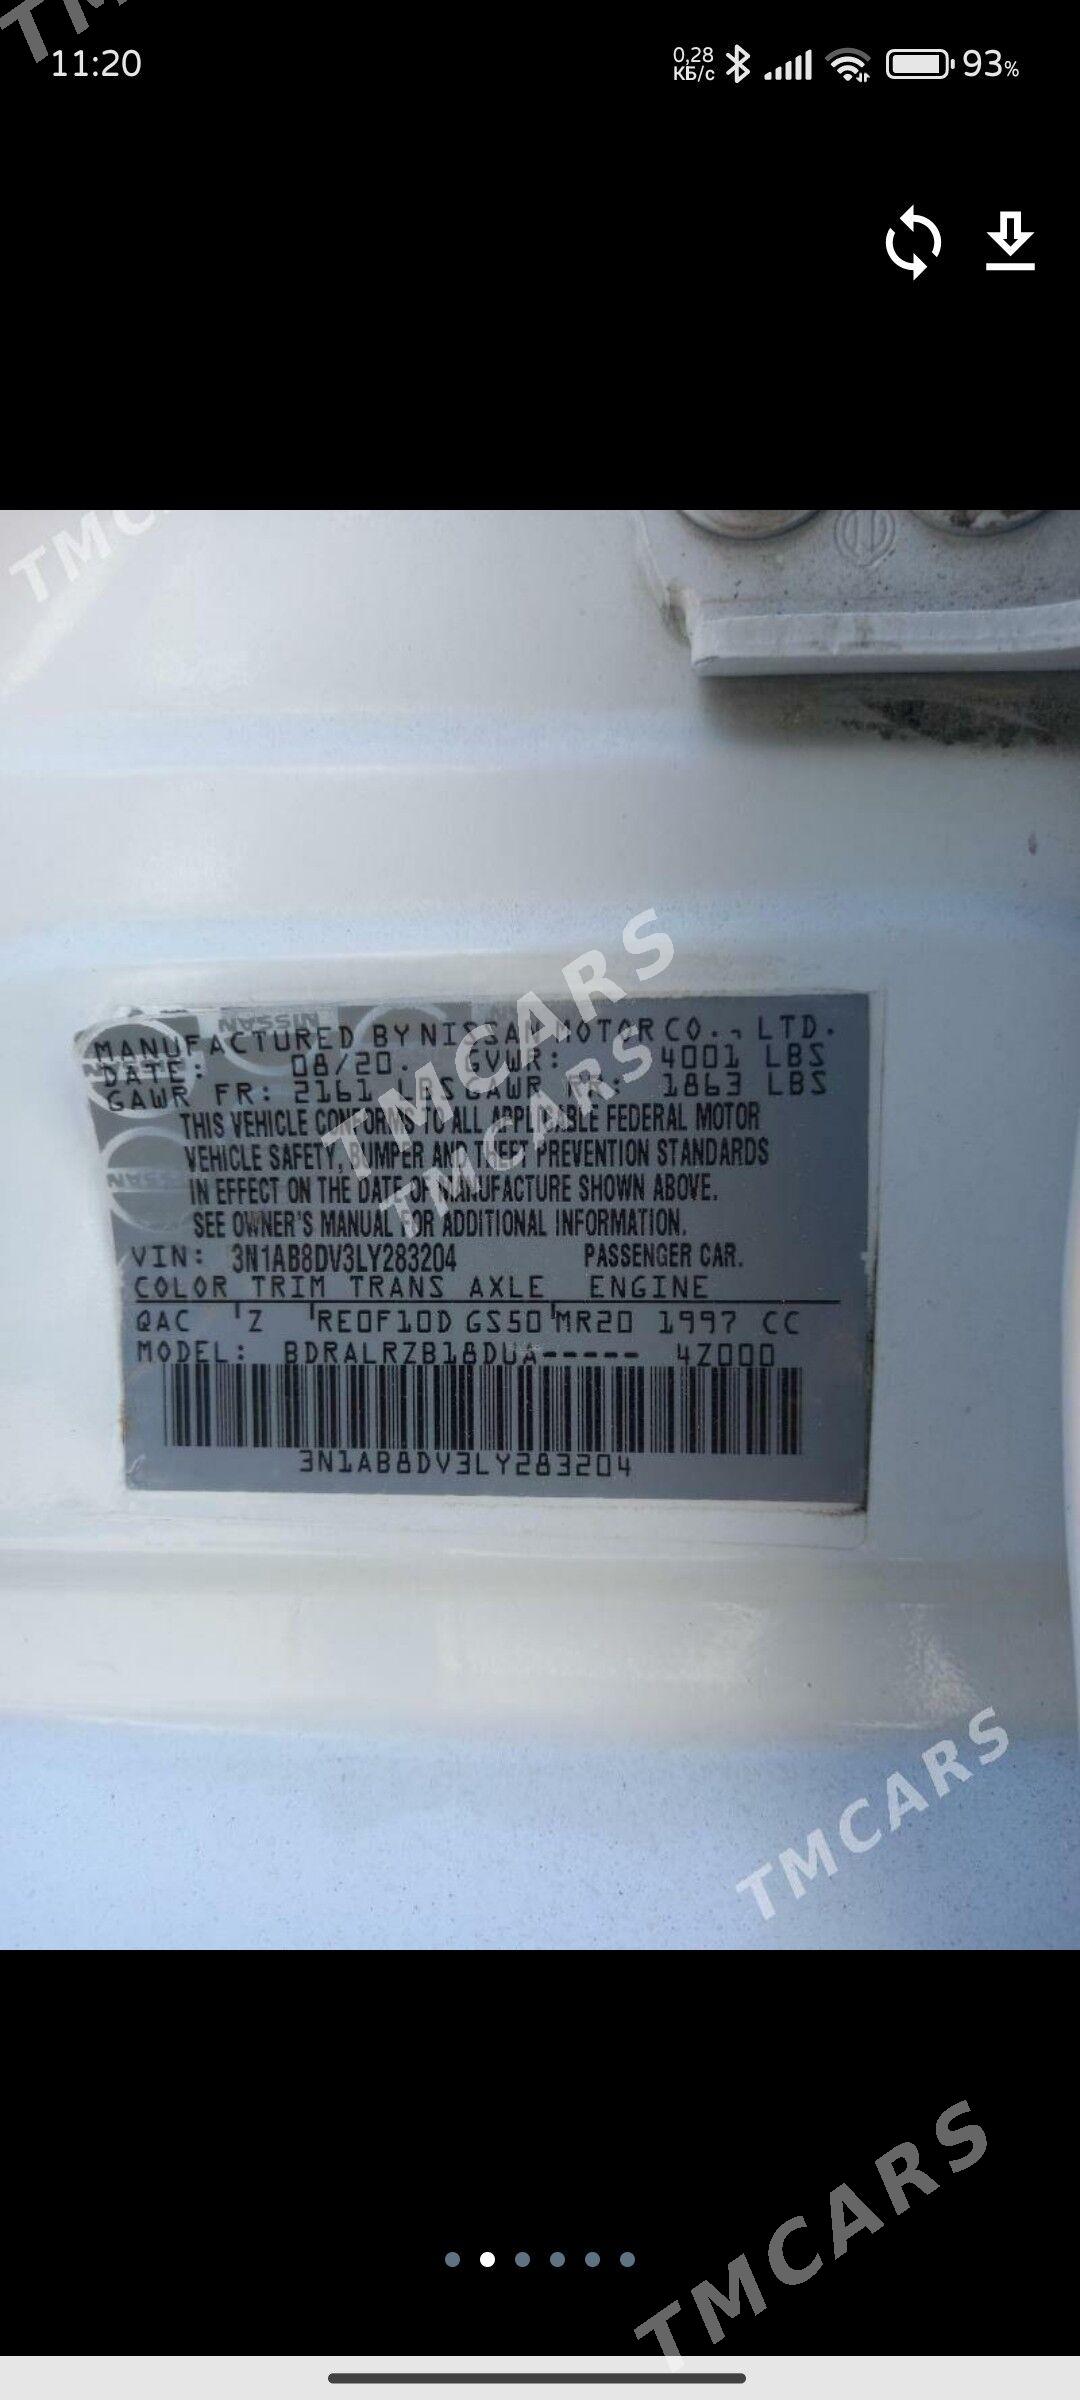 TM
11:20
0,28
КБ/с
93%
TMC
TMCARS
NISSAN
MANUFACTURED BY NISSAN MOTOR CO., LTD.
DATE: 08/20. GVWR: 4001 LBS
GAWR FR: 2161 LBS GAWR RR: 1863 LBS
THIS VEHICLE CONFORMS TO ALL APPLICABLE FEDERAL MOTOR
VEHICLE SAFETY, BUMPER AND THEFT PREVENTION STANDARDS
IN EFFECT ON THE DATE OF MANUFACTURE SHOWN ABOVE.
SEE OWNER'S MANUAL FOR ADDITIONAL INFORMATION.
TMCARS
VIN: 3N1AB8DV3LY283204 PASSENGER CAR.
COLOR TRIM TRANS AXLE ENGINE
QAC Z RE0F10D GS50 MR20 1997 CC
MODEL: BDRALRZB18DUA----- 4Z000
3N1AB8DV3LY283204
TMCARS
TMCARS